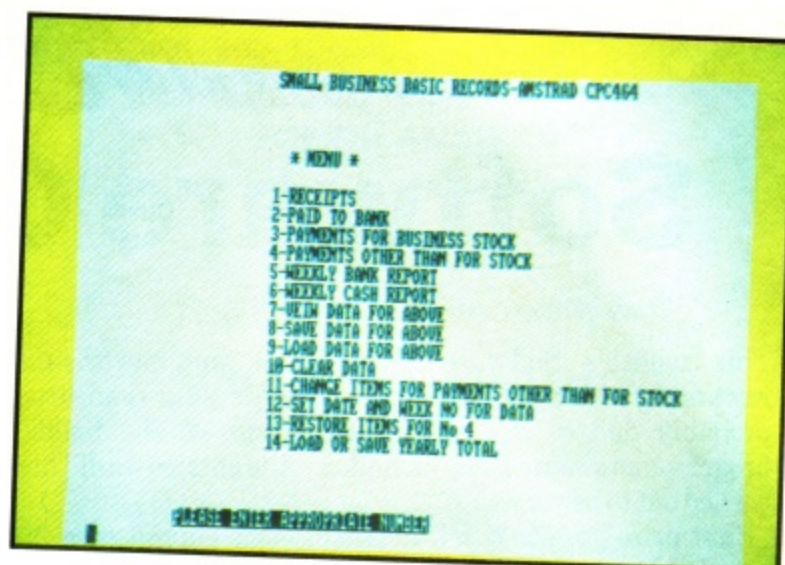 SMALL BUSINESS BASIC RECORDS-AMSTRAD CPC464
* MENU *
1-RECEIPTS
2-PAID TO BANK
3-PAYMENTS FOR BUSINESS STOCK
4-PAYMENTS OTHER THAN FOR STOCK
5-WEEKLY BANK REPORT
6-WEEKLY CASH REPORT
7-VEIW DATA FOR ABOVE
8-SAVE DATA FOR ABOVE
9-LOAD DATA FOR ABOVE
10-CLEAR DATA
11-CHANGE ITEMS FOR PAYMENTS OTHER THAN FOR STOCK
12-SET DATE AND WEEK NO FOR DATA
13-RESTORE ITEMS FOR No 4
14-LOAD OR SAVE YEARLY TOTAL
PLEASE ENTER APPROPRIATE NUMBER